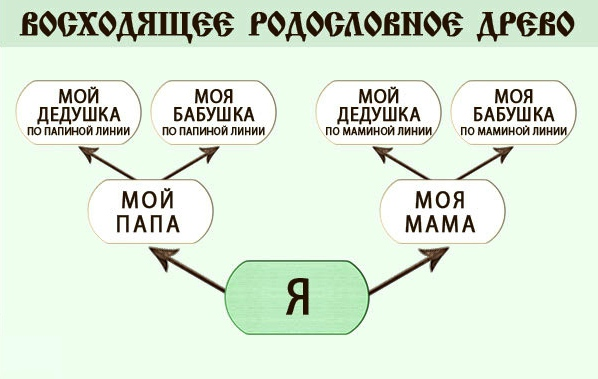 ВОСХОДЯЩЕЕ РОДОСЛОВНОЕ ДРЕВО
МОЙ
ДЕДУШКА
ПО ПАПИНОЙ ЛИНИИ
МОЯ
БАБУШКА
ПО ПАПИНОЙ ЛИНИИ
МОЙ
ДЕДУШКА
ПО МАМИНОЙ ЛИНИИ
МОЯ
БАБУШКА
ПО МАМИНОЙ ЛИНИИ
МОЙ
ПАПА
МОЯ
МАМА
Я